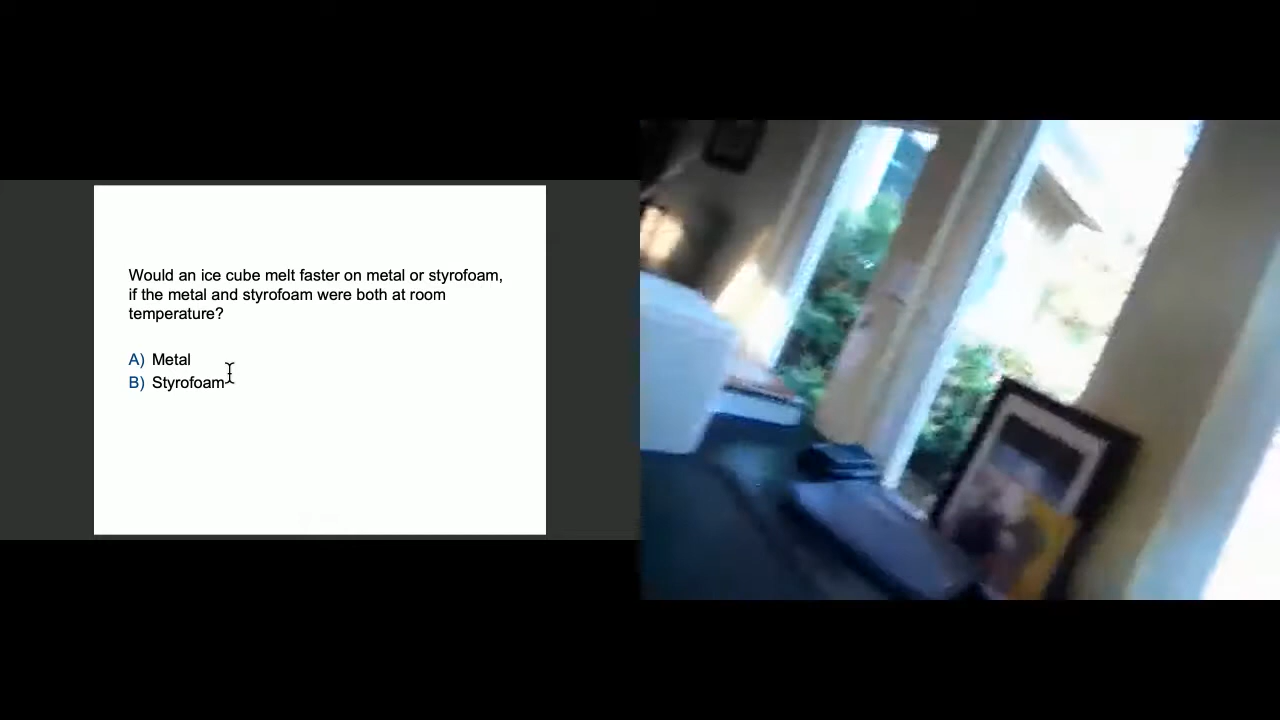 Would an ice cube melt faster on metal or styrofoam,
if the metal and styrofoam were both at room
temperature?
A) Metal
B) Styrofoam